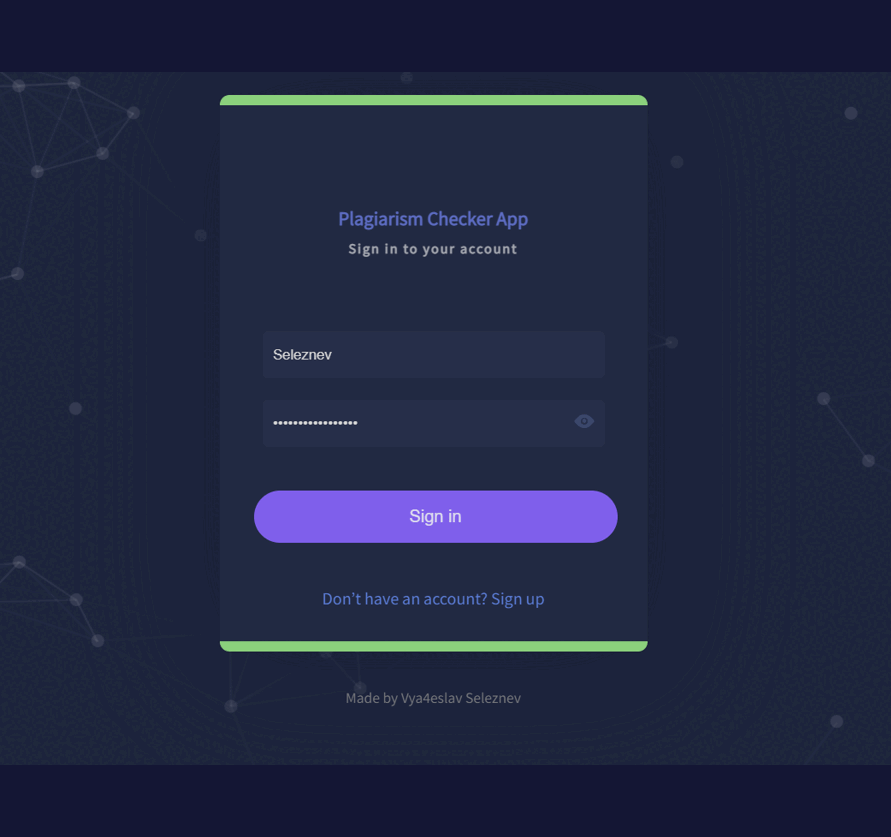 Plagiarism Checker App
Sign in to your account
Seleznev
•••••••••••••••••
Sign in
Don't have an account? Sign up
Made by Vya4eslav Seleznev